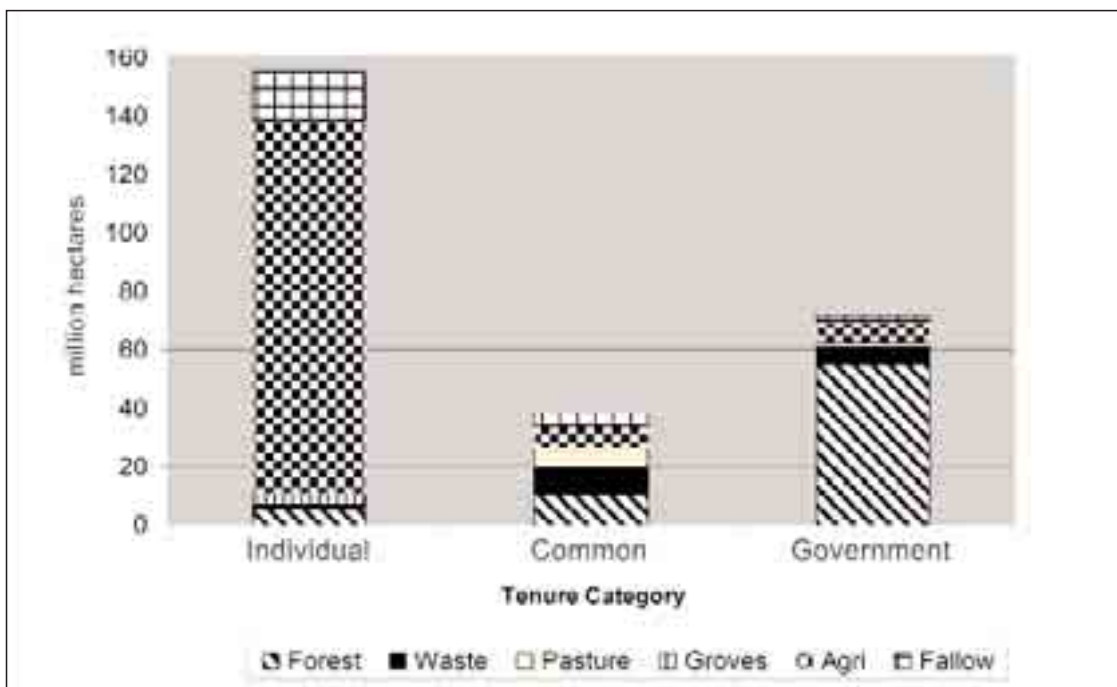 160
140
120
100
80
60
40
20
0
million hactares
Individual Common Government
Tenure Category
Forest Waste Pasture Groves Agri Fallow